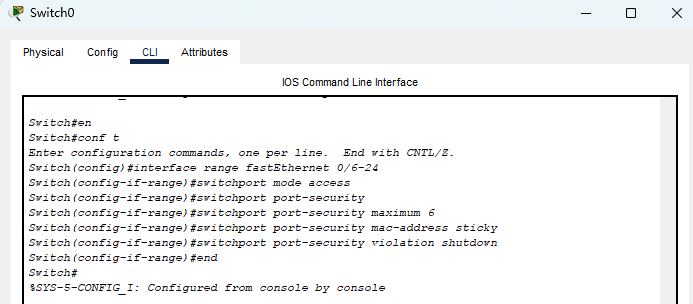 Switch0
Physical Config CLI Attributes
IOS Command Line Interface
Switch#en
Switch#conf t
Enter configuration commands, one per line.  End with CNTL/Z.
Switch(config)#interface range fastEthernet 0/6-24
Switch(config-if-range)#switchport mode access
Switch(config-if-range)#switchport port-security
Switch(config-if-range)#switchport port-security maximum 6
Switch(config-if-range)#switchport port-security mac-address sticky
Switch(config-if-range)#switchport port-security violation shutdown
Switch(config-if-range)#end
Switch#
%SYS-5-CONFIG_I: Configured from console by console